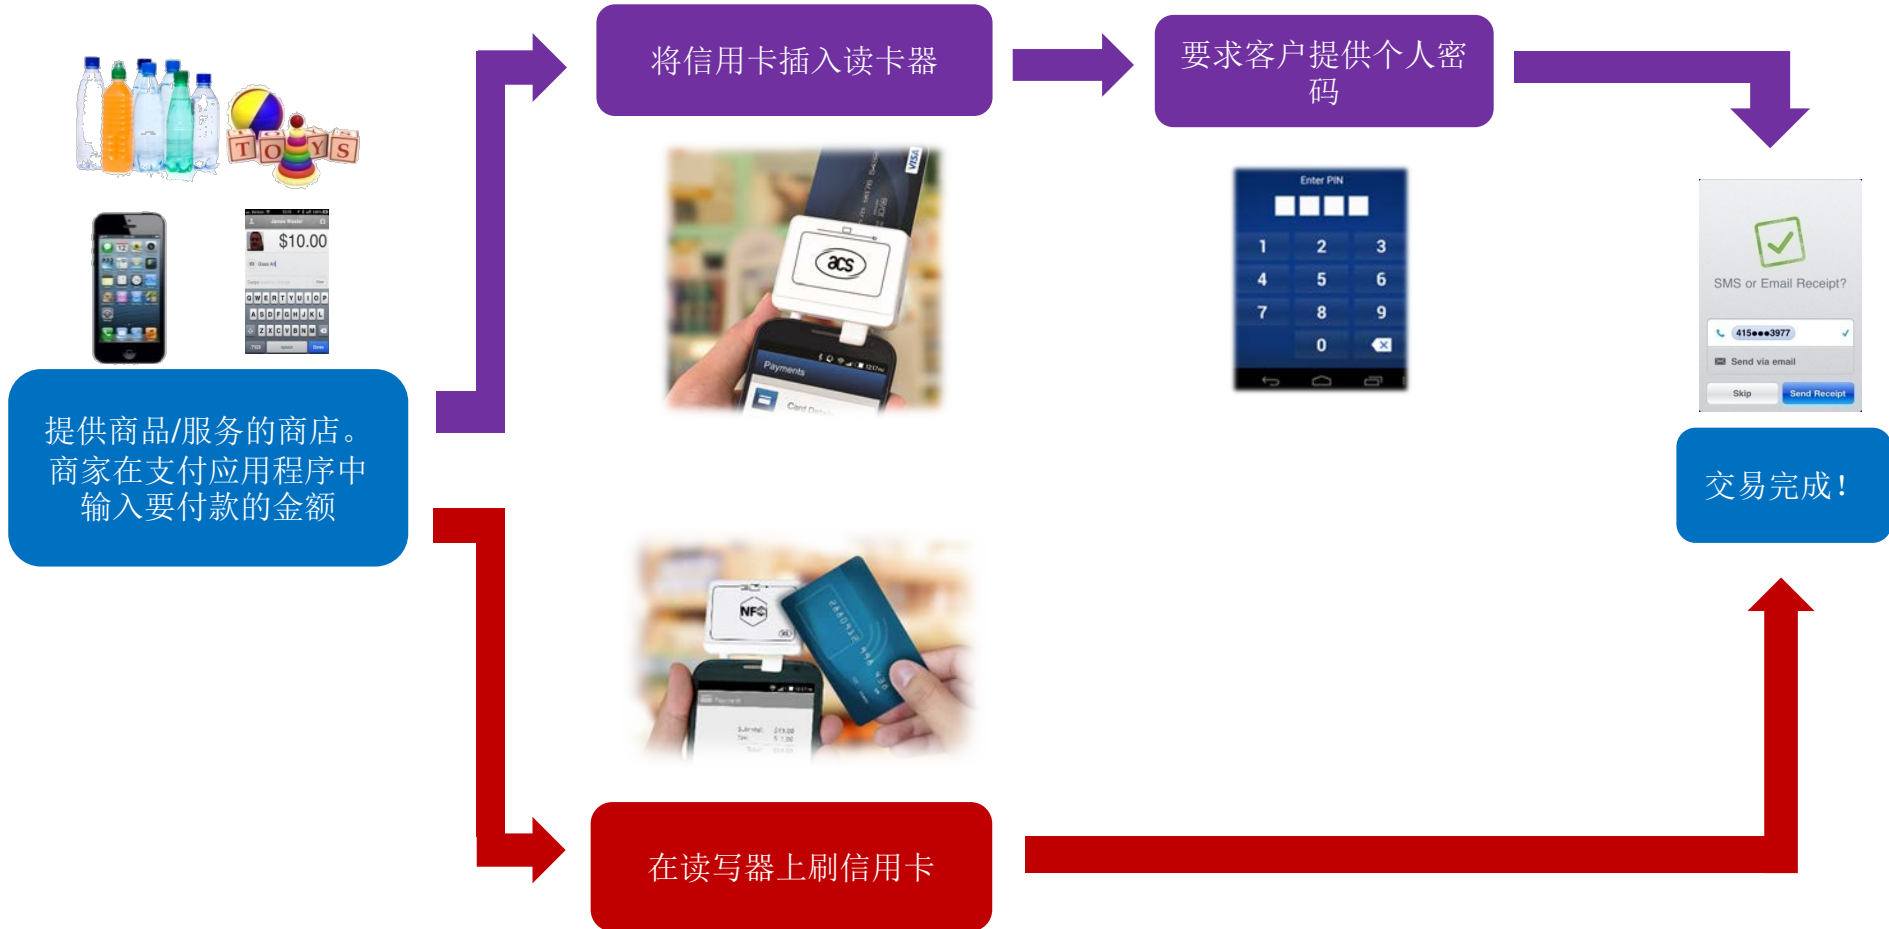 将信用卡插入读卡器
要求客户提供个人密
码
TOYS
VISA
acs
Payments
Enter PIN
1 2 3
4 5 6
7 8 9
0
SMS or Email Receipt?
415●●●3977
Send via email
Skip
Send Receipt
$10.00
Q W E R T Y U I O P
A S D F G H J K L
Z X C V B N M
提供商品/服务的商店。
商家在支付应用程序中
输入要付款的金额
交易完成！
NFC
Payment
在读写器上刷信用卡